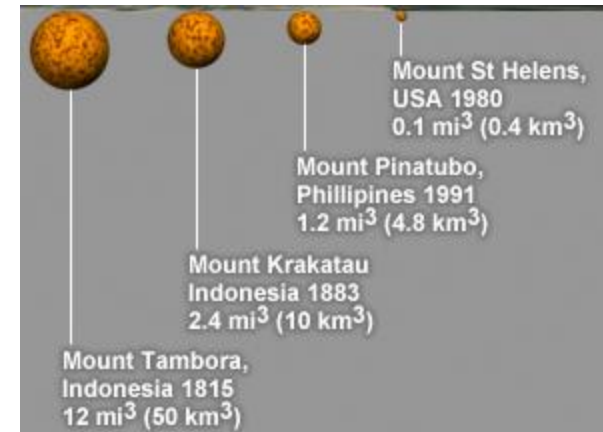 Mount St Helens,
USA 1980
0.1 mi³ (0.4 km³)
Mount Pinatubo,
Phillipines 1991
1.2 mi³ (4.8 km³)
Mount Krakatau
Indonesia 1883
2.4 mi³ (10 km³)
Mount Tambora,
Indonesia 1815
12 mi³ (50 km³)